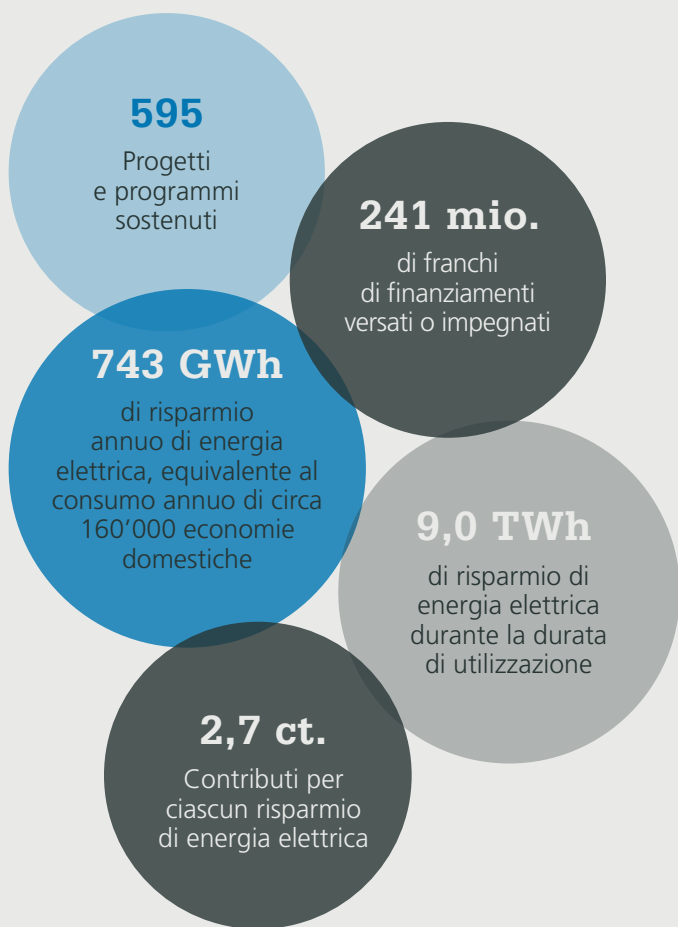 595
Progetti
e programmi
sostenuti
241 mio.
di franchi
di finanziamenti
versati o impegnati
743 GWh
di risparmio
annuo di energia
elettrica, equivalente al
consumo annuo di circa
160’000 economie
domestiche
9,0 TWh
di risparmio di
energia elettrica
durante la durata
di utilizzazione
2,7 ct.
Contributi per
ciascun risparmio
di energia elettrica